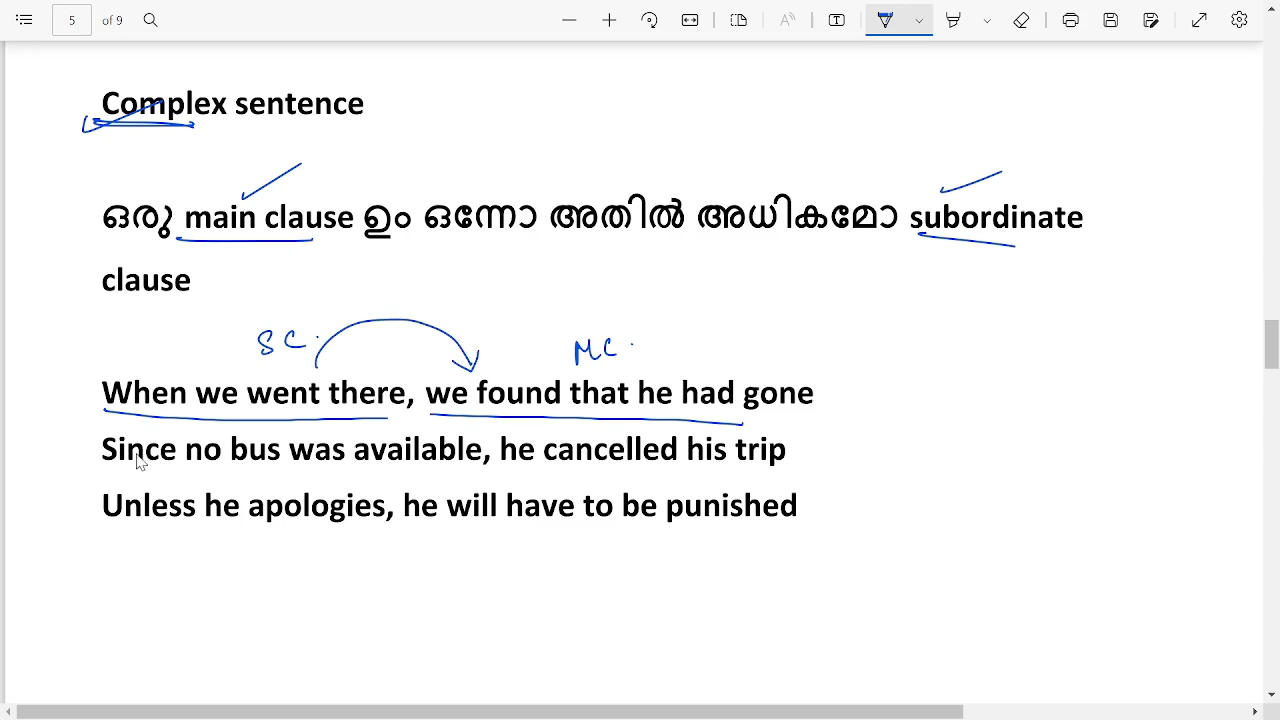 5 of 9
Complex sentence
ഒരു main clause ഉം ഒന്നോ അതിൽ അധികമോ subordinate
clause
SC. MC.
When we went there, we found that he had gone
Since no bus was available, he cancelled his trip
Unless he apologies, he will have to be punished